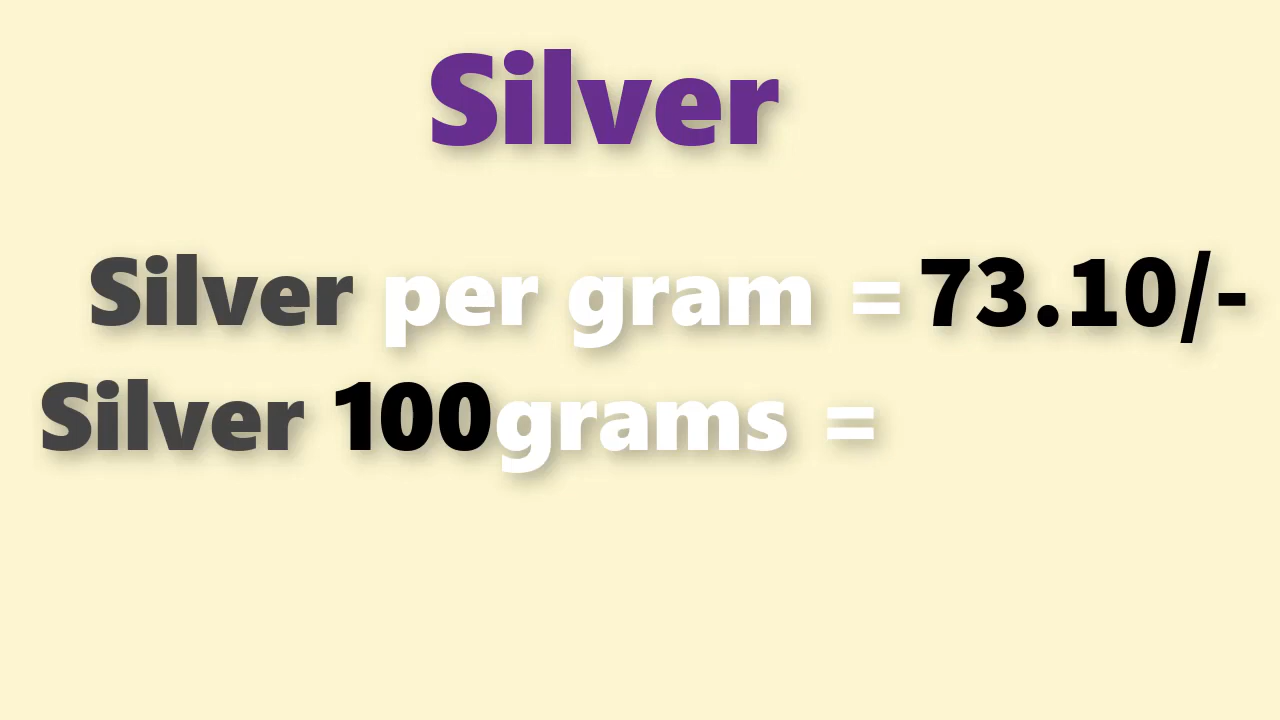 Silver
Silver per gram = 73.10/-
Silver 100grams =